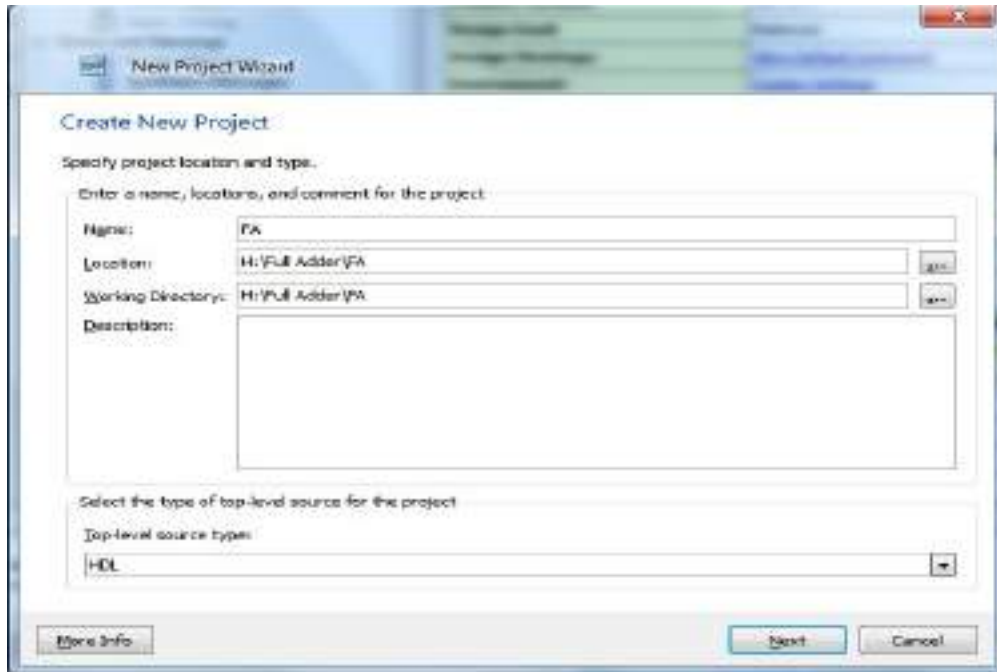 New Project Wizard
Create New Project
Specify project location and type.
Enter a name, locations, and comment for the project
Name: FA
Location: H:\Full Adder\FA
...
Working Directory: H:\Full Adder\FA
...
Description:
Select the type of top-level source for the project
Top-level source type:
HDL
More Info
Next
Cancel